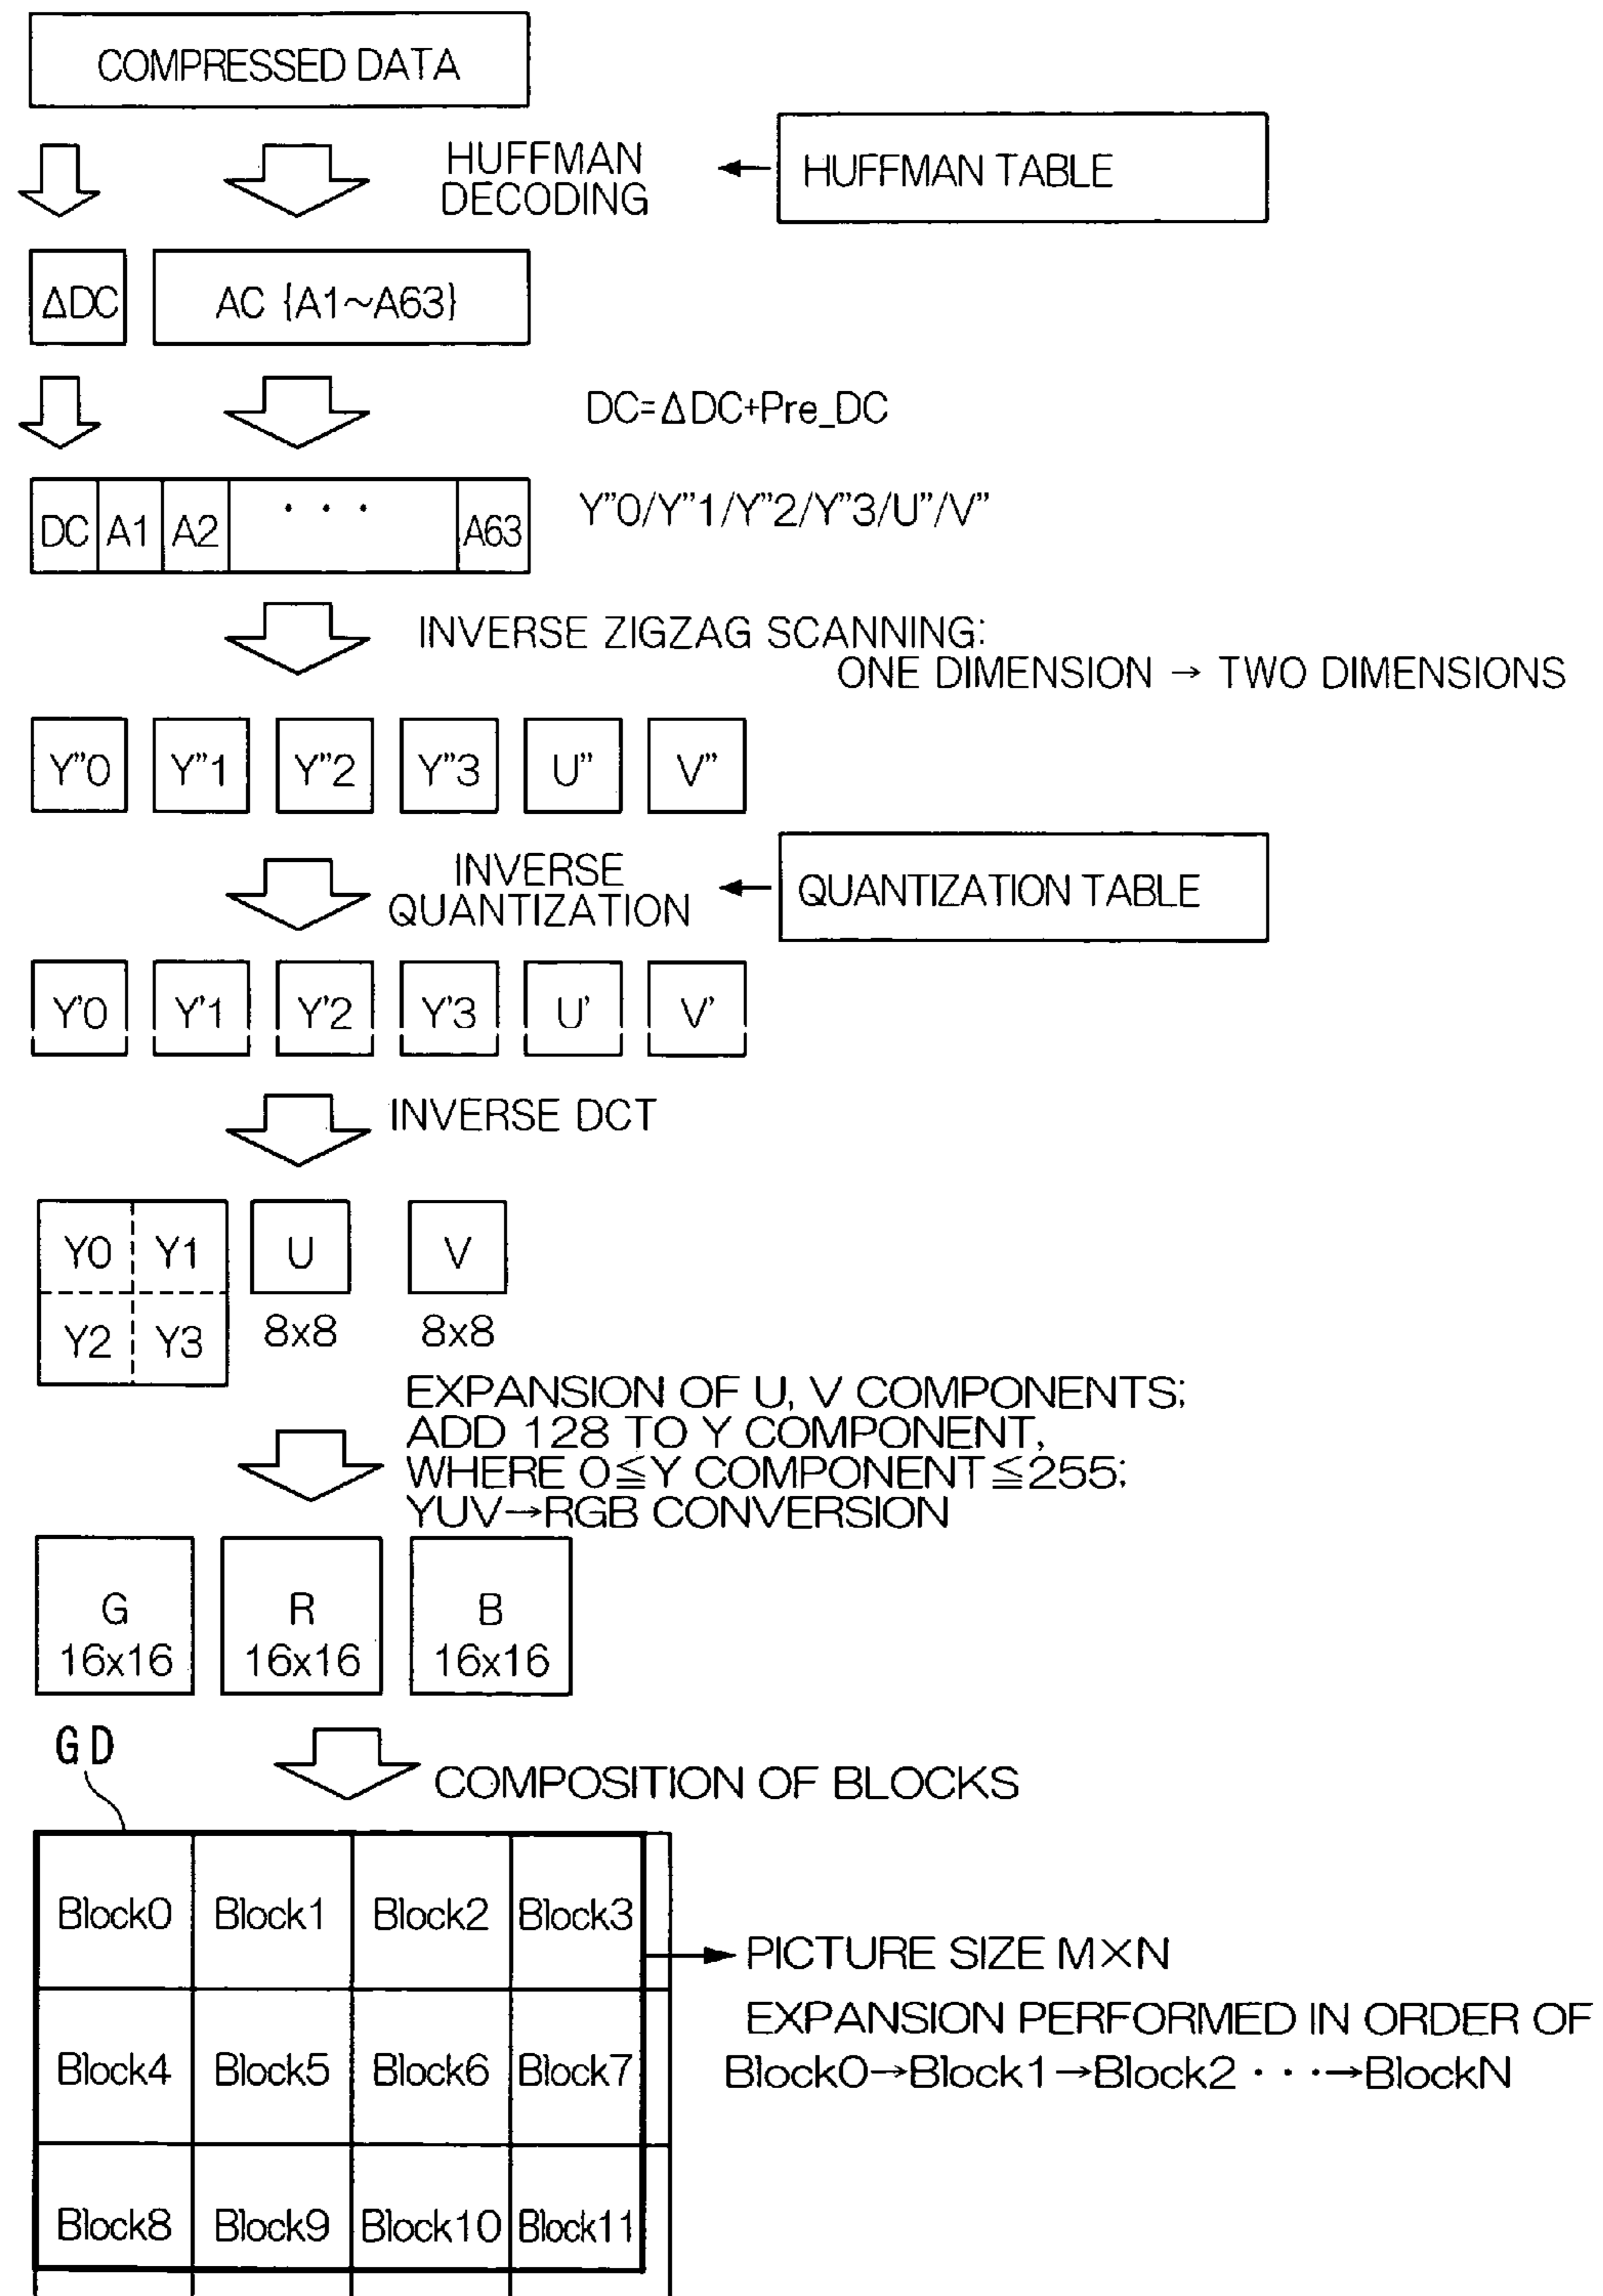 COMPRESSED DATA
HUFFMAN
DECODING
HUFFMAN TABLE
ΔDC
AC {A1~A63}
DC=ΔDC+Pre_DC
DC A1 A2 ··· A63
Y"0/Y"1/Y"2/Y"3/U"/V"
INVERSE ZIGZAG SCANNING:
ONE DIMENSION → TWO DIMENSIONS
Y"0 Y"1 Y"2 Y"3 U" V"
INVERSE
QUANTIZATION
QUANTIZATION TABLE
Y'0 Y'1 Y'2 Y'3 U' V'
INVERSE DCT
Y0 Y1 U V
Y2 Y3 8x8 8x8
EXPANSION OF U, V COMPONENTS;
ADD 128 TO Y COMPONENT,
WHERE 0≦Y COMPONENT≦255;
YUV→RGB CONVERSION
G R B
16x16 16x16 16x16
GD
COMPOSITION OF BLOCKS
Block0 Block1 Block2 Block3
PICTURE SIZE M×N
EXPANSION PERFORMED IN ORDER OF
Block0→Block1→Block2···→BlockN
Block4 Block5 Block6 Block7
Block8 Block9 Block10 Block11